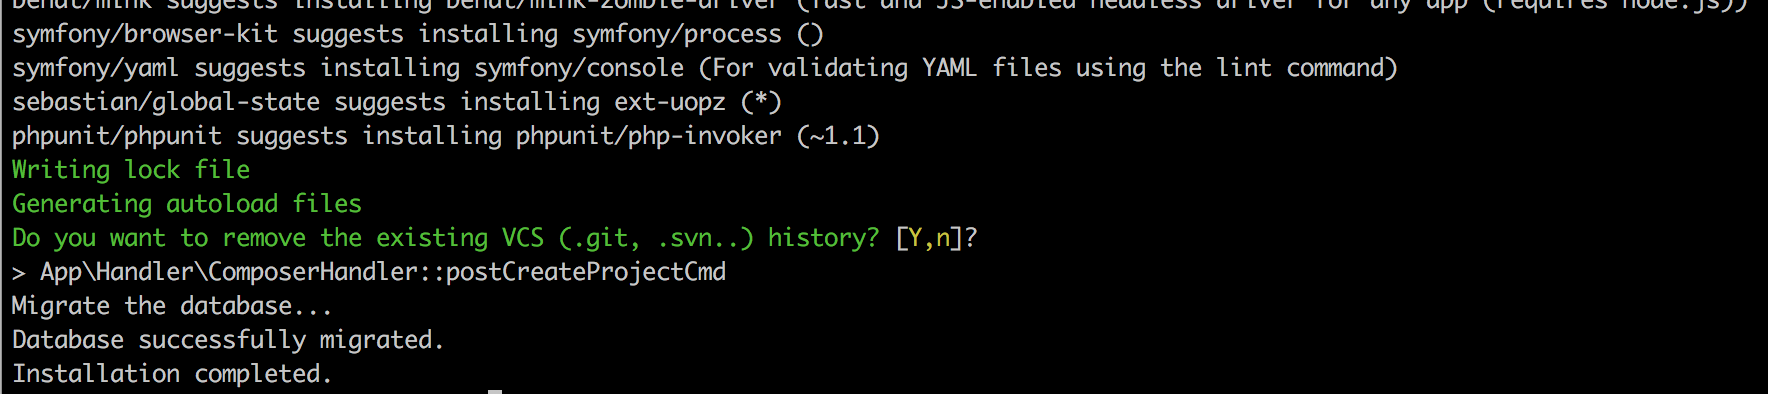 Behat/mink suggests installing behat/mink-zombie-driver (fast and JS-enabled headless driver for any app (requires node.js))
symfony/browser-kit suggests installing symfony/process ()
symfony/yaml suggests installing symfony/console (For validating YAML files using the lint command)
sebastian/global-state suggests installing ext-uopz (*)
phpunit/phpunit suggests installing phpunit/php-invoker (~1.1)
Writing lock file
Generating autoload files
Do you want to remove the existing VCS (.git, .svn..) history? [Y,n]?
> App\Handler\ComposerHandler::postCreateProjectCmd
Migrate the database...
Database successfully migrated.
Installation completed.